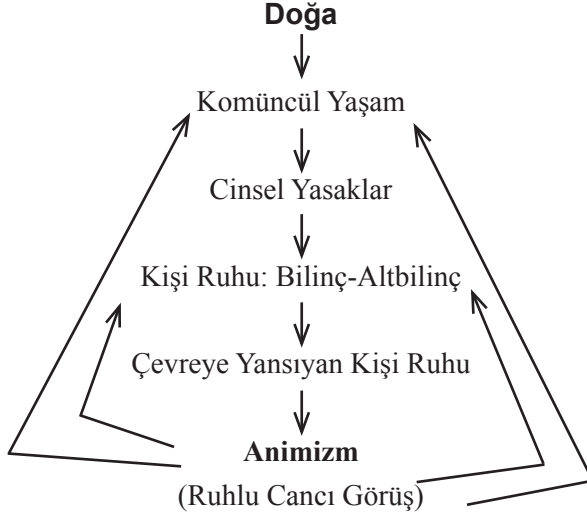 Doğa
Komüncül Yaşam
Cinsel Yasaklar
Kişi Ruhu: Bilinç-Altbilinç
Çevreye Yansıyan Kişi Ruhu
Animizm
(Ruhlu Cancı Görüş)